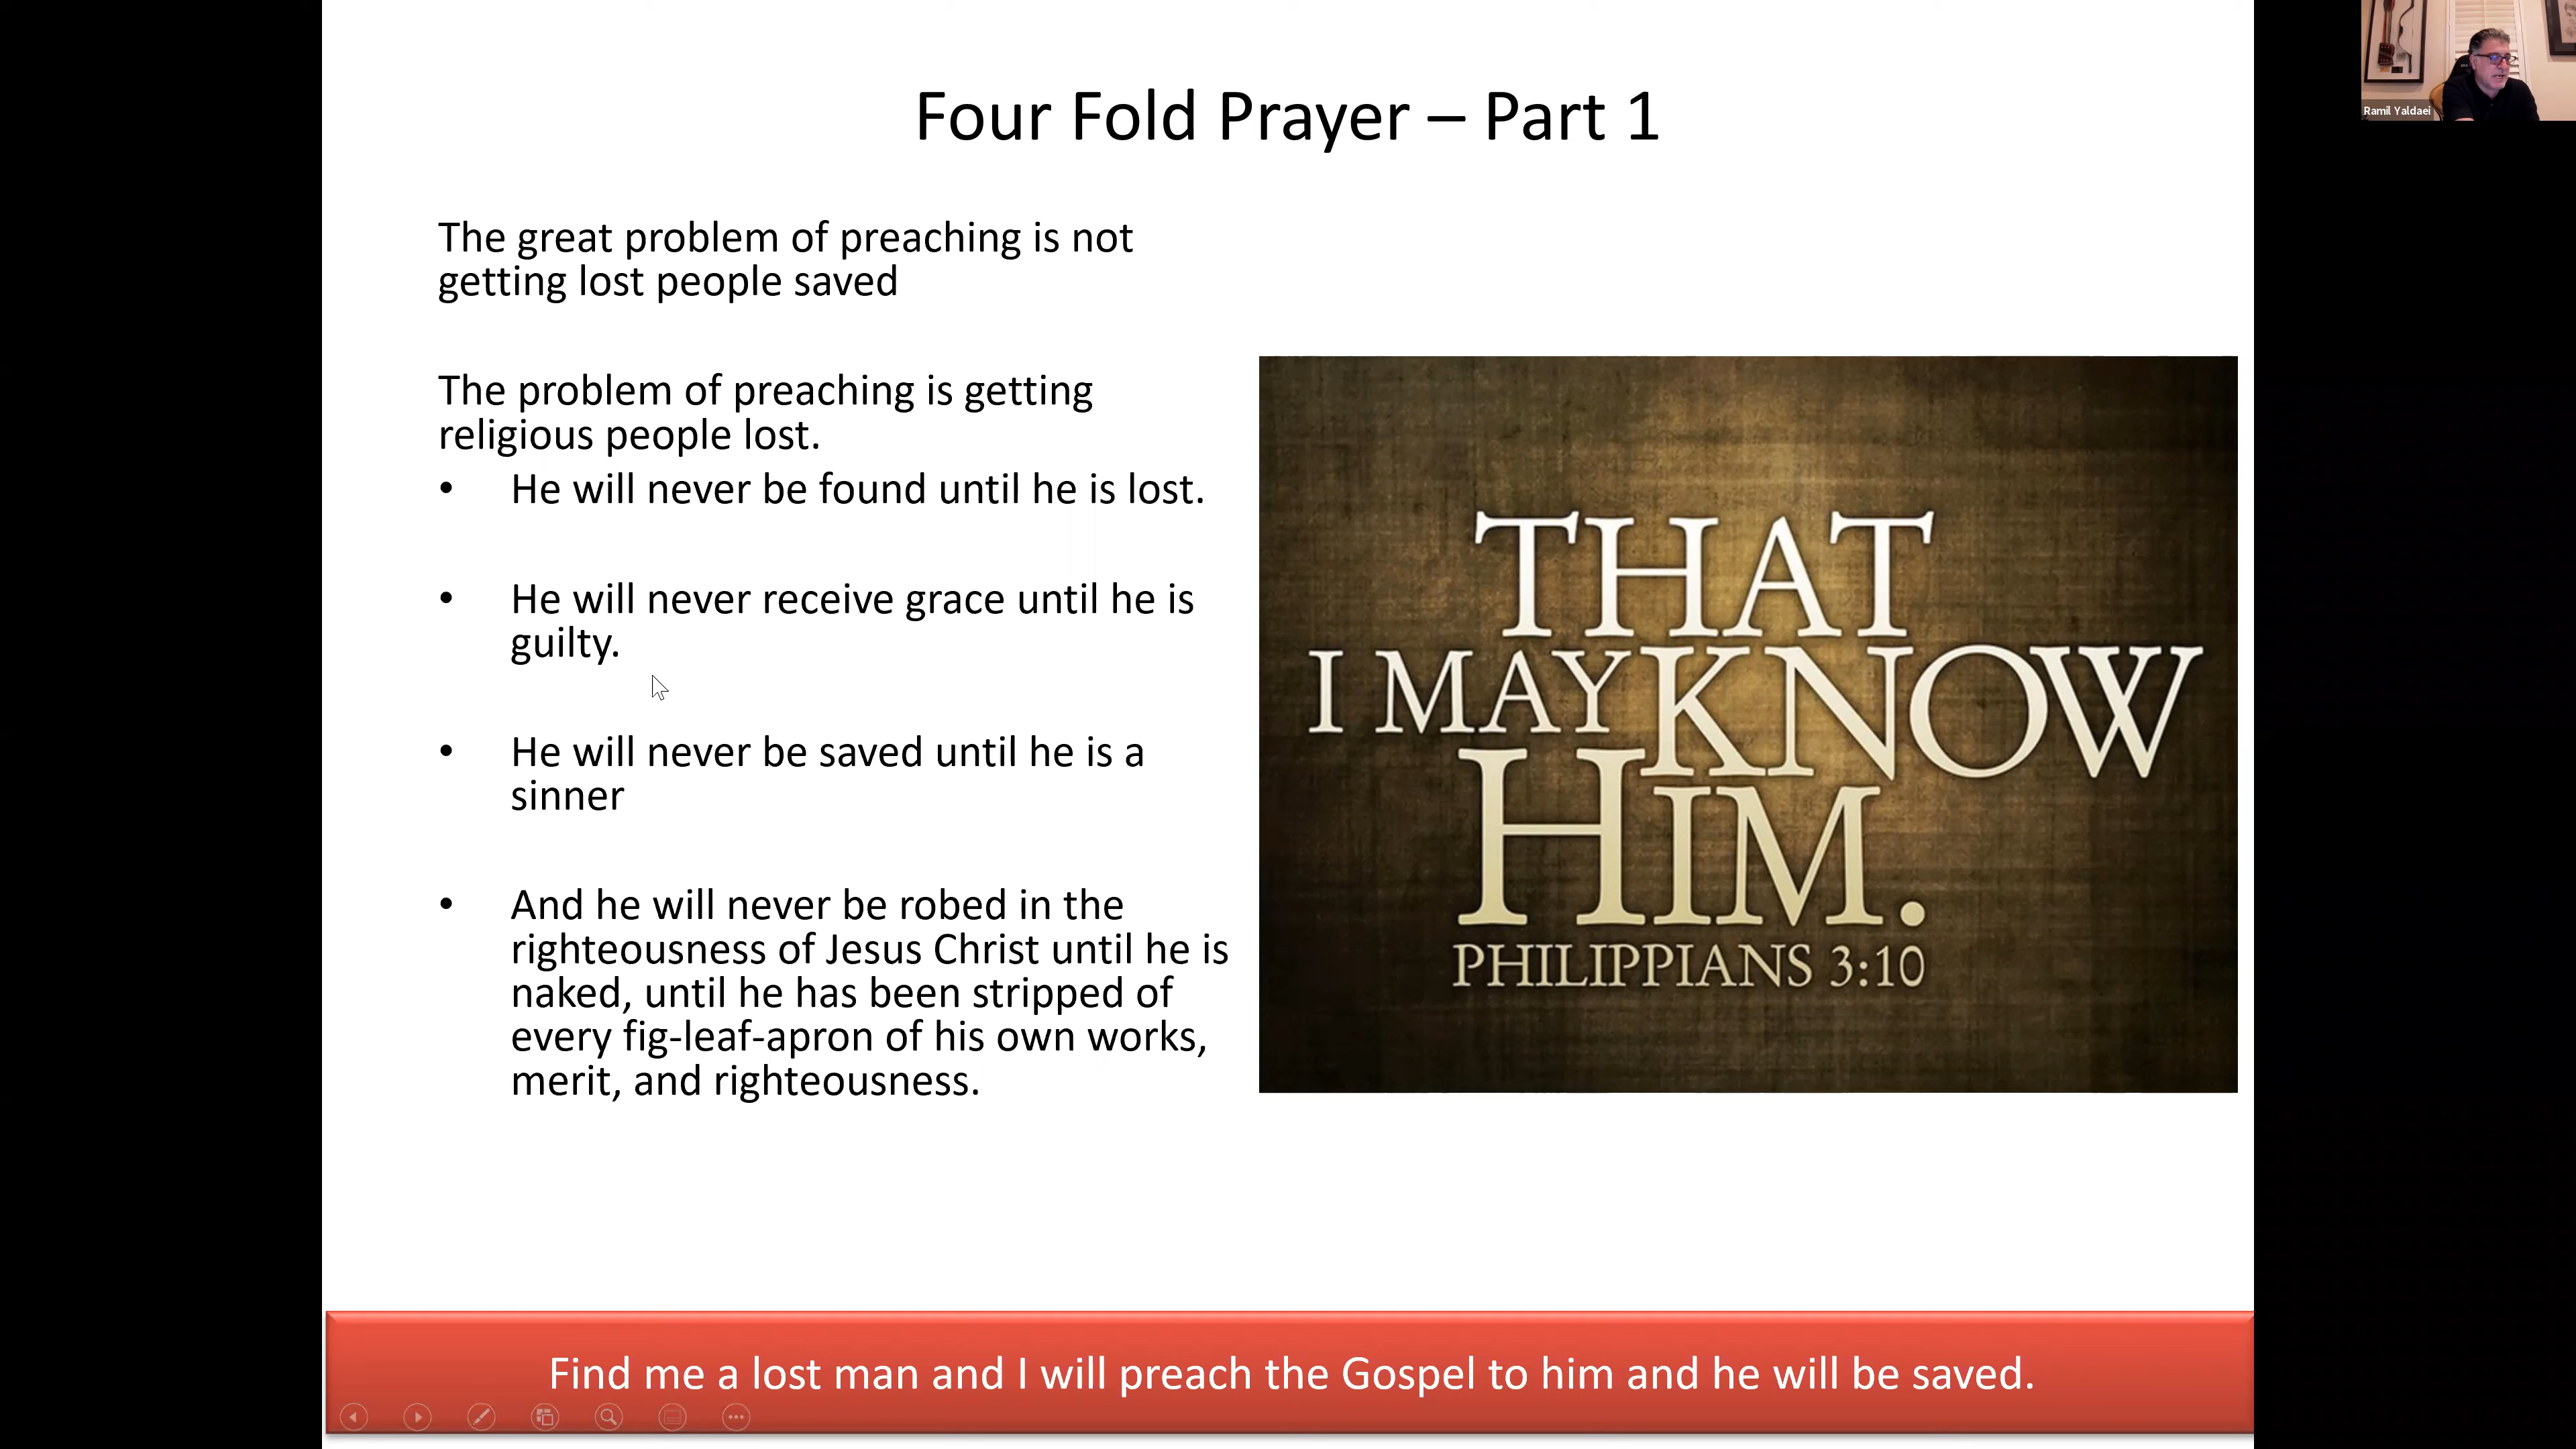 Four Fold Prayer – Part 1
Ramil Yaldaei
The great problem of preaching is not
getting lost people saved
The problem of preaching is getting
religious people lost.
• He will never be found until he is lost.
• He will never receive grace until he is
guilty.
• He will never be saved until he is a
sinner
• And he will never be robed in the
righteousness of Jesus Christ until he is
naked, until he has been stripped of
every fig-leaf-apron of his own works,
merit, and righteousness.
THAT
I MAY KNOW
HIM.
PHILIPPIANS 3:10
Find me a lost man and I will preach the Gospel to him and he will be saved.